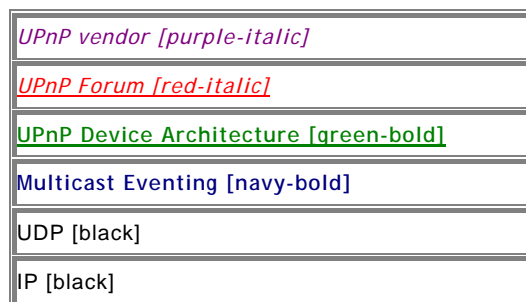 UPnP vendor [purple-italic]
UPnP Forum [red-italic]
UPnP Device Architecture [green-bold]
Multicast Eventing [navy-bold]
UDP [black]
IP [black]